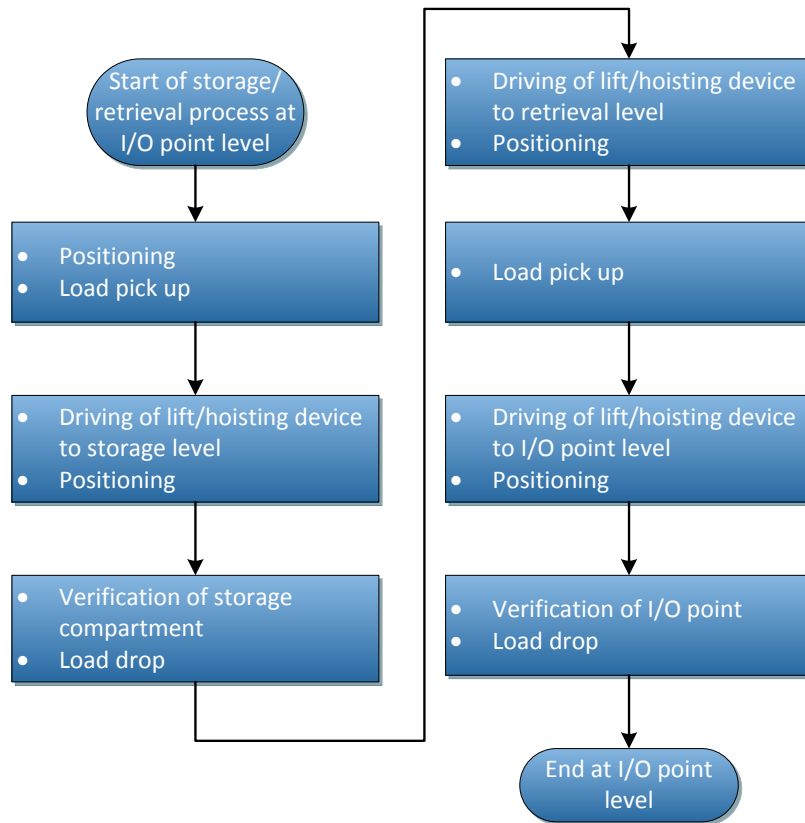 Start of storage/
retrieval process at
I/O point level
• Positioning
• Load pick up
• Driving of lift/hoisting device
to storage level
• Positioning
• Verification of storage
compartment
• Load drop
• Driving of lift/hoisting device
to retrieval level
• Positioning
• Load pick up
• Driving of lift/hoisting device
to I/O point level
• Positioning
• Verification of I/O point
• Load drop
End at I/O point
level